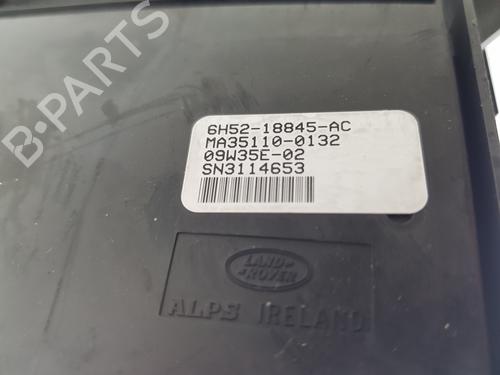 B-PARTS
6H52-18845-AC
MA35110-0132
09W35E-02
SN3114653
LAND-
ROVER
ALPS IRELAND